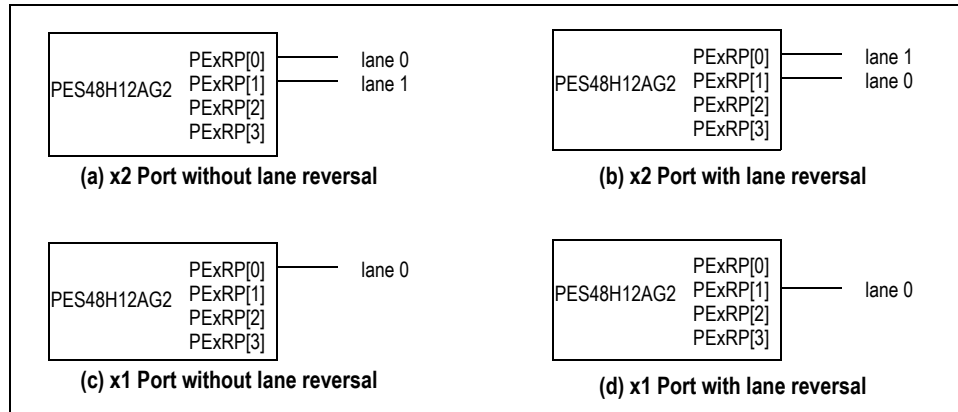 PES48H12AG2
PExRP[0] lane 0
PExRP[1] lane 1
PExRP[2]
PExRP[3]
(a) x2 Port without lane reversal
PES48H12AG2
PExRP[0] lane 1
PExRP[1] lane 0
PExRP[2]
PExRP[3]
(b) x2 Port with lane reversal
PES48H12AG2
PExRP[0] lane 0
PExRP[1]
PExRP[2]
PExRP[3]
(c) x1 Port without lane reversal
PES48H12AG2
PExRP[0]
PExRP[1] lane 0
PExRP[2]
PExRP[3]
(d) x1 Port with lane reversal